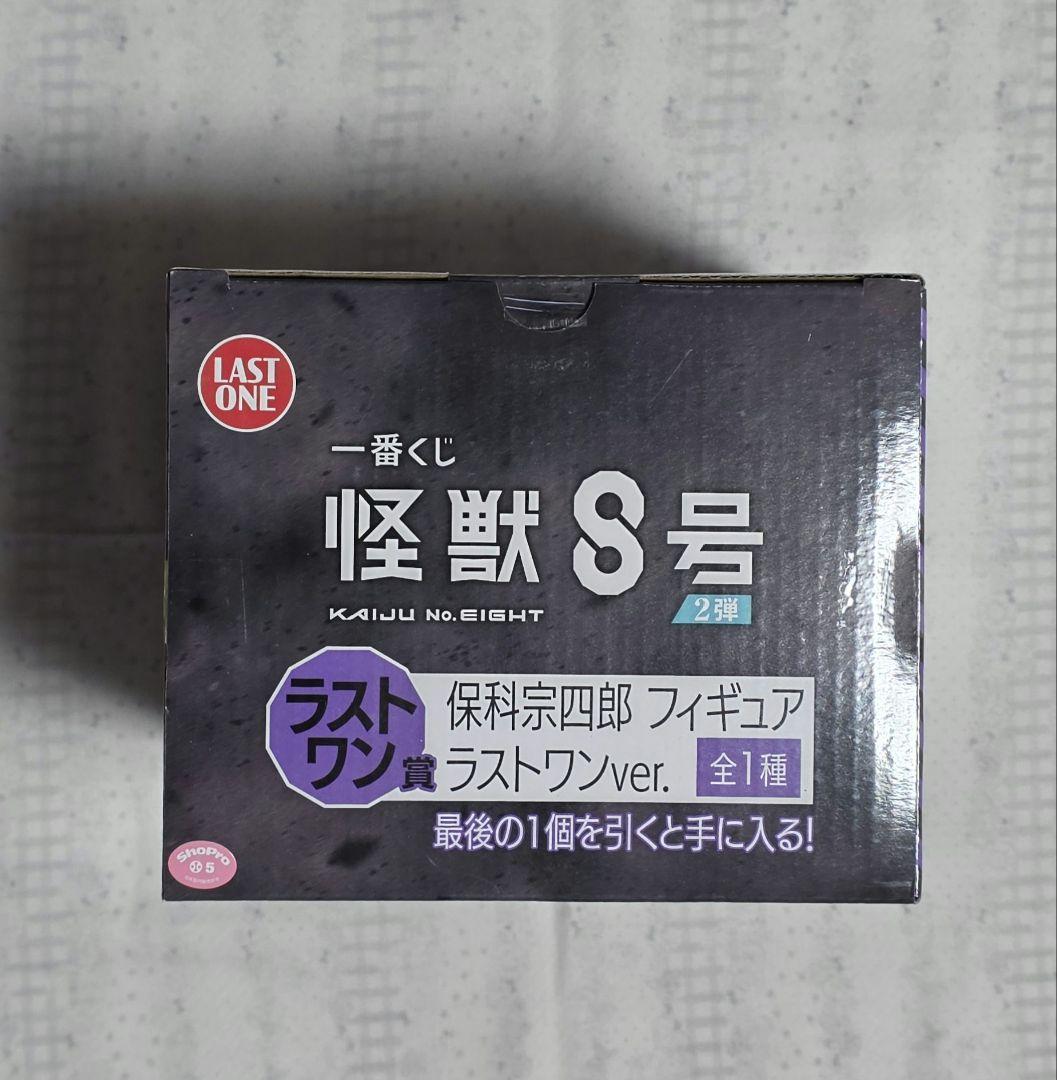 LAST
ONE
一番くじ
怪獣8号
KAIJU No.EIGHT
2弾
ラスト
ワン賞
保科宗四郎 フィギュア
ラストワンver.
全1種
最後の1個を引くと手に入る!
ShoPro
5